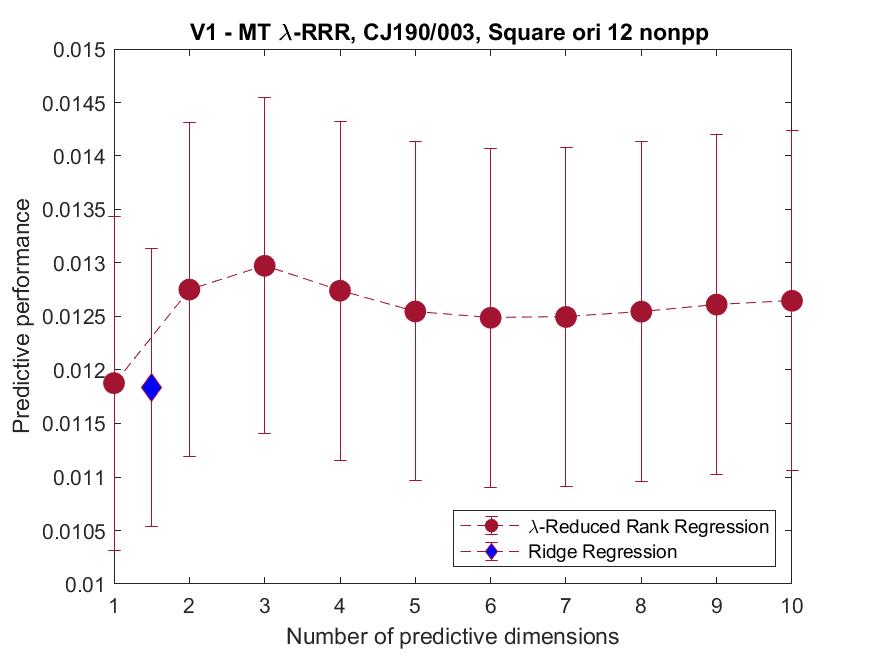 V1 - MT λ-RRR, CJ190/003, Square ori 12 nonpp
0.015
0.0145
0.014
0.0135
0.013
0.0125
0.012
0.0115
0.011
0.0105
0.01
Predictive performance
λ-Reduced Rank Regression
Ridge Regression
1 2 3 4 5 6 7 8 9 10
Number of predictive dimensions